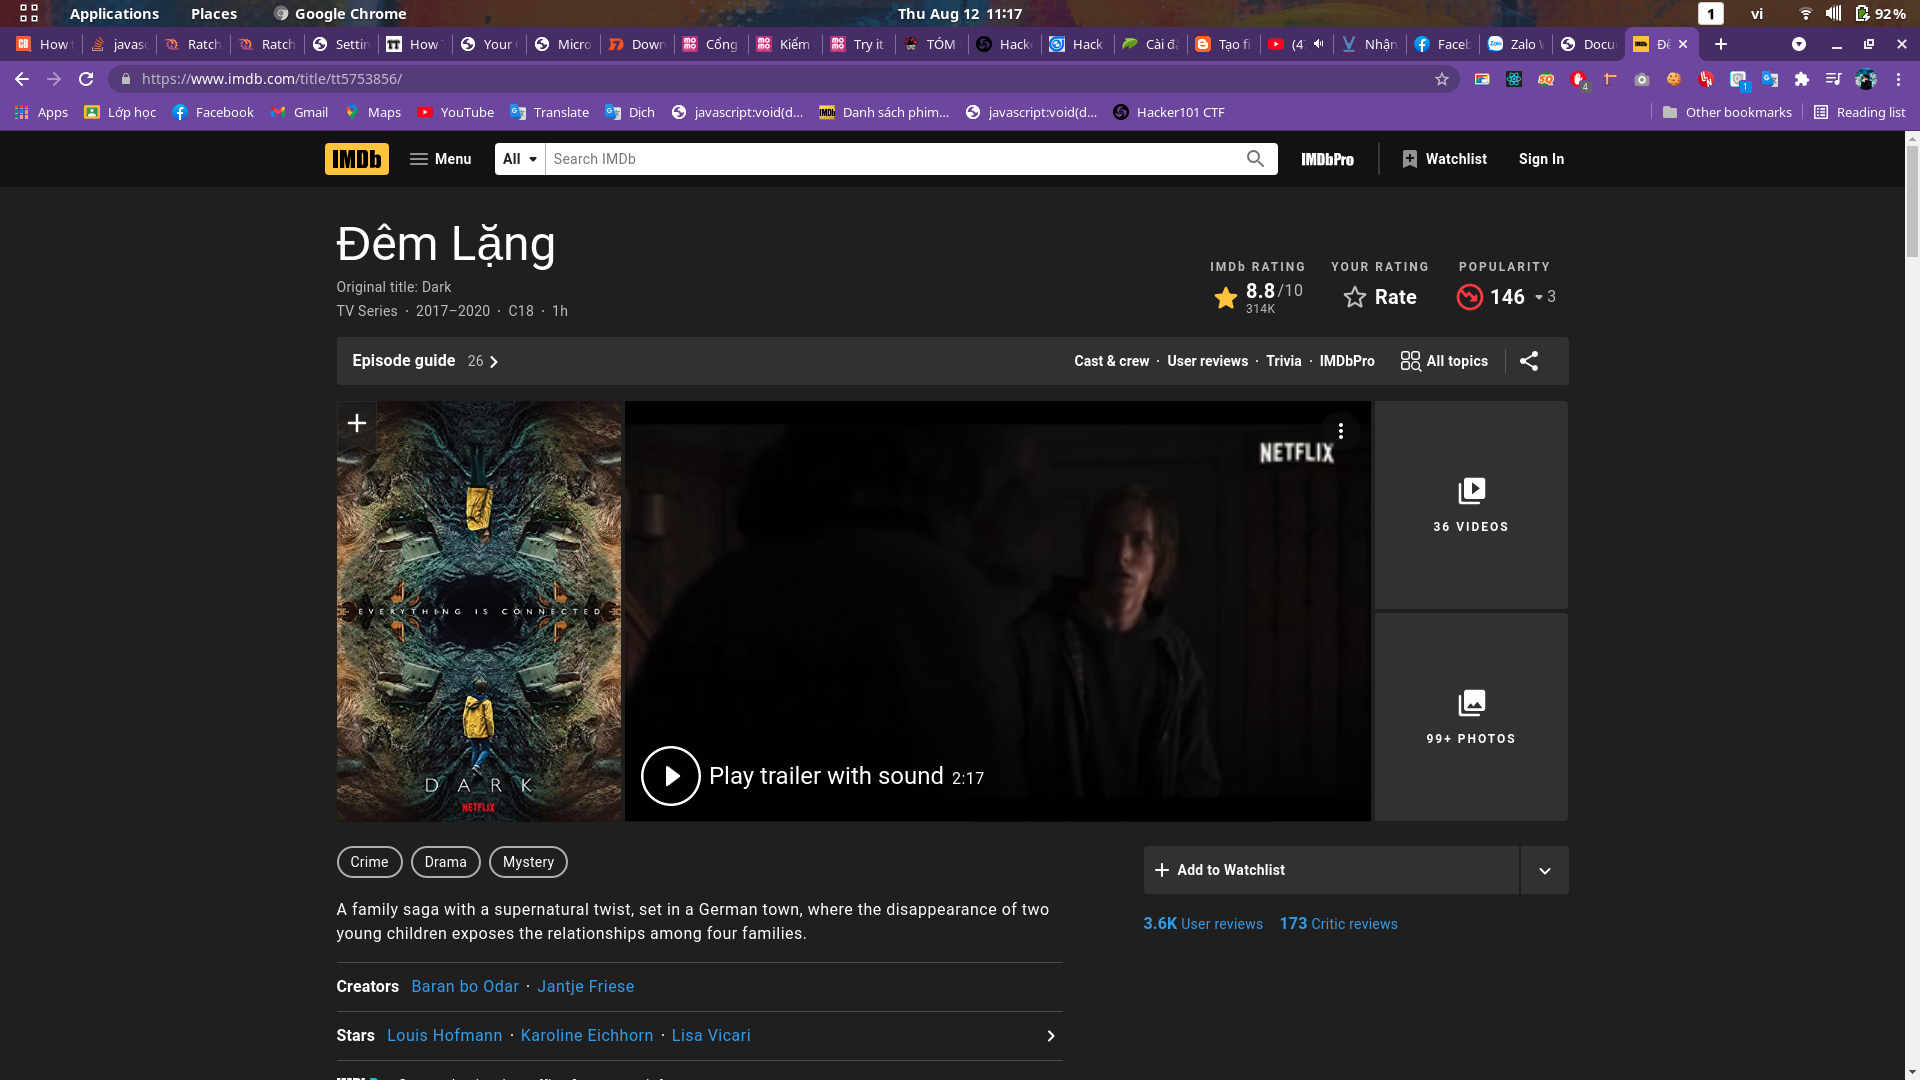 Applications Places Google Chrome Thu Aug 12 11:17 1 vi 92%
How javasc Ratch Ratch Settin How Your Micro Down Cổng Kiểm Try it TÓM Hack Hack Cài đ Tạo f (4 Nhận Faceb Zalo Docu
https://www.imdb.com/title/tt5753856/
Apps Lớp học Facebook Gmail Maps YouTube Translate Dịch javascript:void(d... Danh sách phim... javascript:void(d... Hacker101 CTF Other bookmarks Reading list
IMDb Menu All Search IMDb IMDbPro Watchlist Sign In
Đêm Lặng
Original title: Dark
TV Series · 2017–2020 · C18 · 1h
IMDb RATING YOUR RATING POPULARITY
8.8/10 Rate 146 3
314K
Episode guide 26 Cast & crew · User reviews · Trivia · IMDbPro All topics
EVERYTHING IS CONNECTED
DARK
NETFLIX
NETFLIX
Play trailer with sound 2:17
36 VIDEOS
99+ PHOTOS
Crime Drama Mystery
A family saga with a supernatural twist, set in a German town, where the disappearance of two
young children exposes the relationships among four families.
Add to Watchlist
3.6K User reviews 173 Critic reviews
Creators Baran bo Odar · Jantje Friese
Stars Louis Hofmann · Karoline Eichhorn · Lisa Vicari